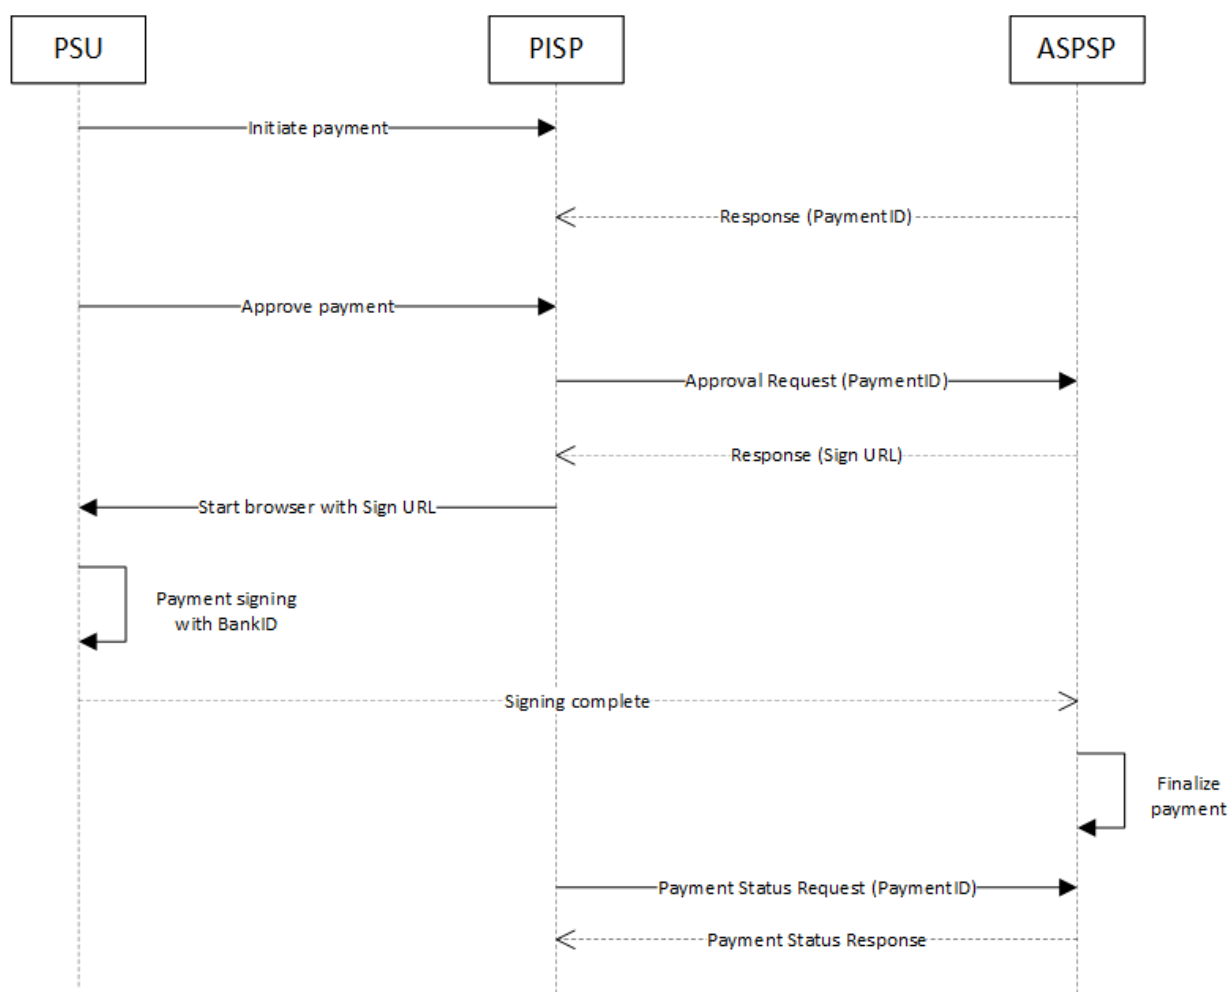 PSU
PISP
ASPSP
Initiate payment
Response (PaymentID)
Approve payment
Approval Request (PaymentID)
Response (Sign URL)
Start browser with Sign URL
Payment signing
with BankID
Signing complete
Finalize
payment
Payment Status Request (PaymentID)
Payment Status Response